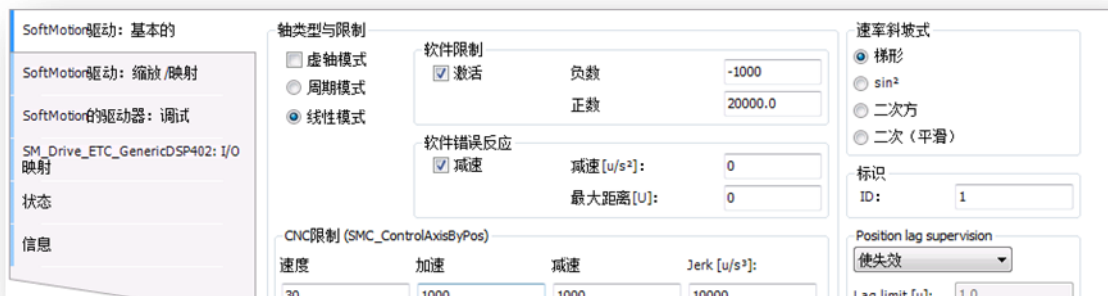 SoftMotion驱动：基本的
SoftMotion驱动：缩放/映射
SoftMotion的驱动器：调试
SM_Drive_ETC_GenericDSP402: I/O
映射
状态
信息
轴类型与限制
虚轴模式
周期模式
线性模式
软件限制
激活
负数
-1000
正数
20000.0
软件错误反应
减速
减速[u/s²]:
0
最大距离[U]:
0
CNC限制 (SMC_ControlAxisByPos)
速度
加速
减速
Jerk [u/s³]:
30
1000
1000
10000
速率斜坡式
梯形
sin²
二次方
二次（平滑）
标识
ID:
1
Position lag supervision
使失效
Lag limit [u]:
1.0